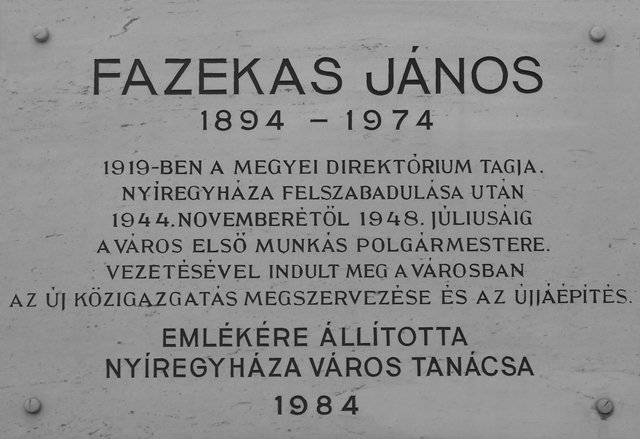 FAZEKAS JÁNOS
1894 – 1974
1919-BEN A MEGYEI DIREKTÓRIUM TAGJA.
NYÍREGYHÁZA FELSZABADULÁSA UTÁN
1944. NOVEMBERÉTŐL 1948. JÚLIUSÁIG
A VÁROS ELSŐ MUNKÁS POLGÁRMESTERE.
VEZETÉSÉVEL INDULT MEG A VÁROSBAN
AZ ÚJ KÖZIGAZGATÁS MEGSZERVEZÉSE ÉS AZ ÚJJÁÉPÍTÉS.
EMLÉKÉRE ÁLLÍTOTTA
NYÍREGYHÁZA VÁROS TANÁCSA
1984